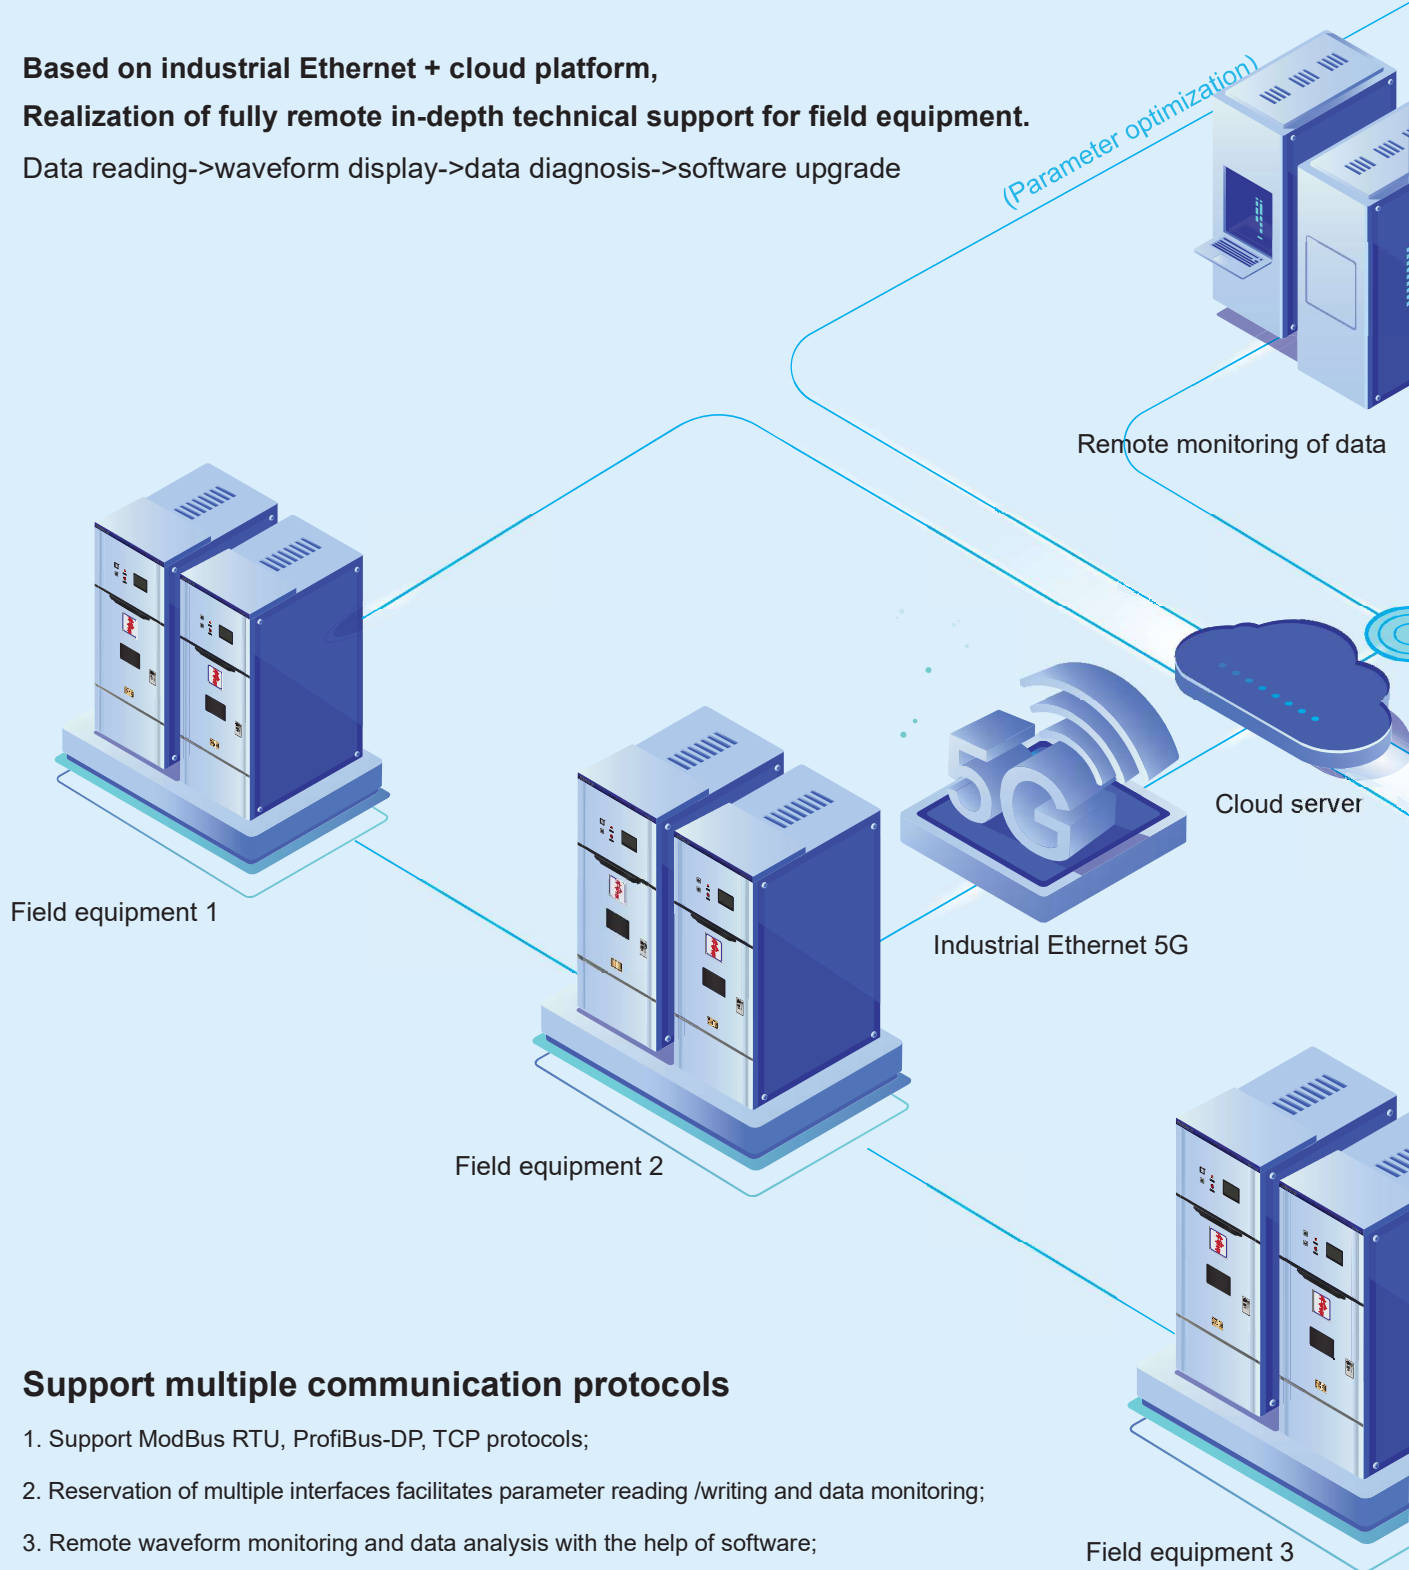 Based on industrial Ethernet + cloud platform,
Realization of fully remote in-depth technical support for field equipment.
Data reading->waveform display->data diagnosis->software upgrade
(Parameter optimization)
Remote monitoring of data
5G
Cloud server
Industrial Ethernet 5G
Field equipment 1
Field equipment 2
Support multiple communication protocols
1. Support ModBus RTU, ProfiBus-DP, TCP protocols;
2. Reservation of multiple interfaces facilitates parameter reading /writing and data monitoring;
3. Remote waveform monitoring and data analysis with the help of software;
Field equipment 3